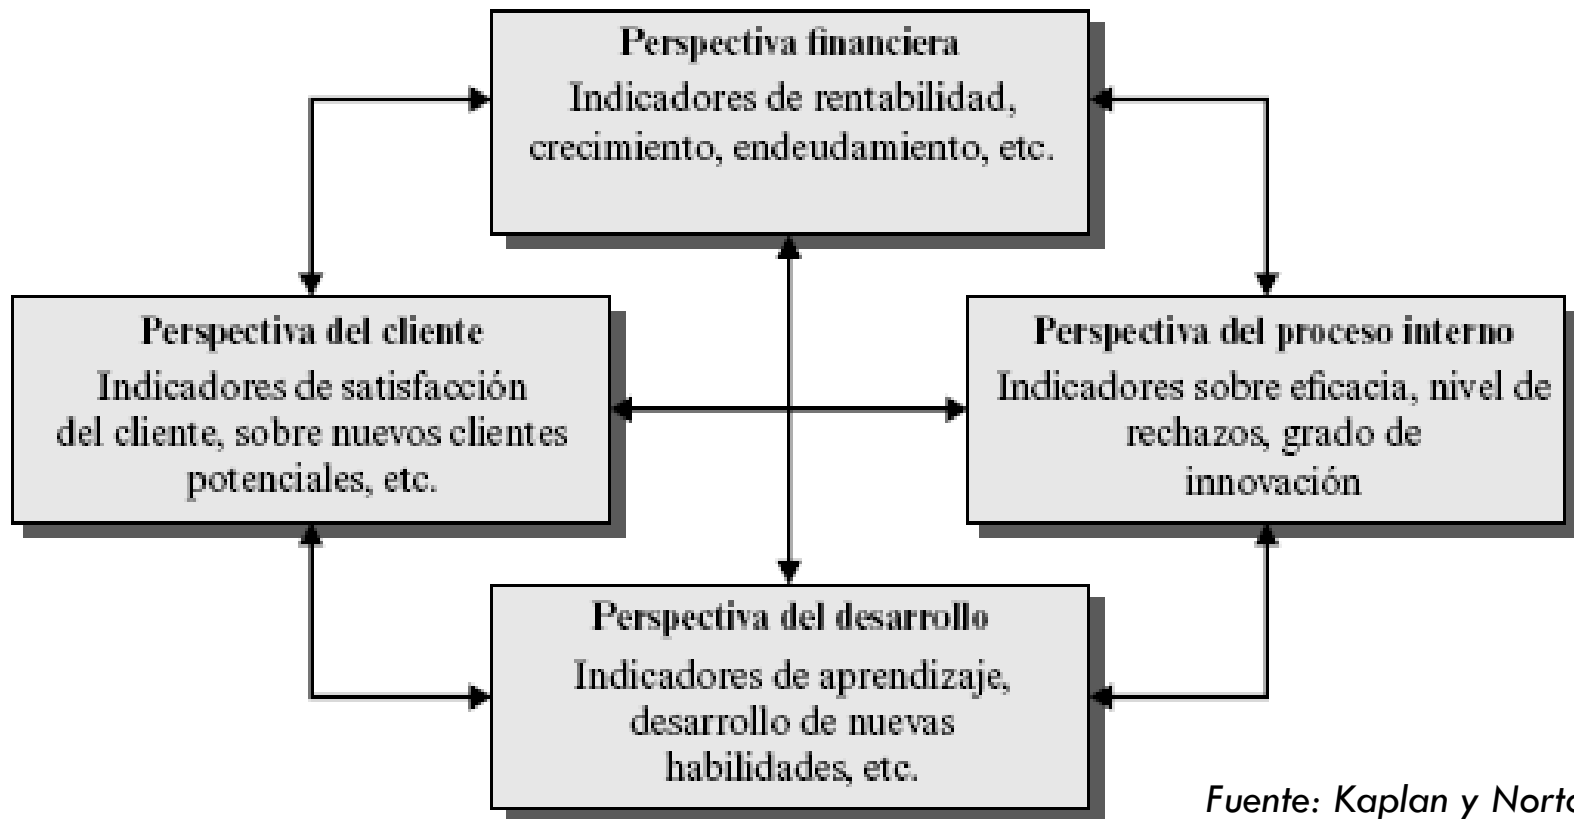 Perspectiva financiera
Indicadores de rentabilidad,
crecimiento, endeudamiento, etc.
Perspectiva del cliente
Indicadores de satisfacción
del cliente, sobre nuevos clientes
potenciales, etc.
Perspectiva del proceso interno
Indicadores sobre eficacia, nivel de
rechazos, grado de
innovación
Perspectiva del desarrollo
Indicadores de aprendizaje,
desarrollo de nuevas
habilidades, etc.
Fuente: Kaplan y